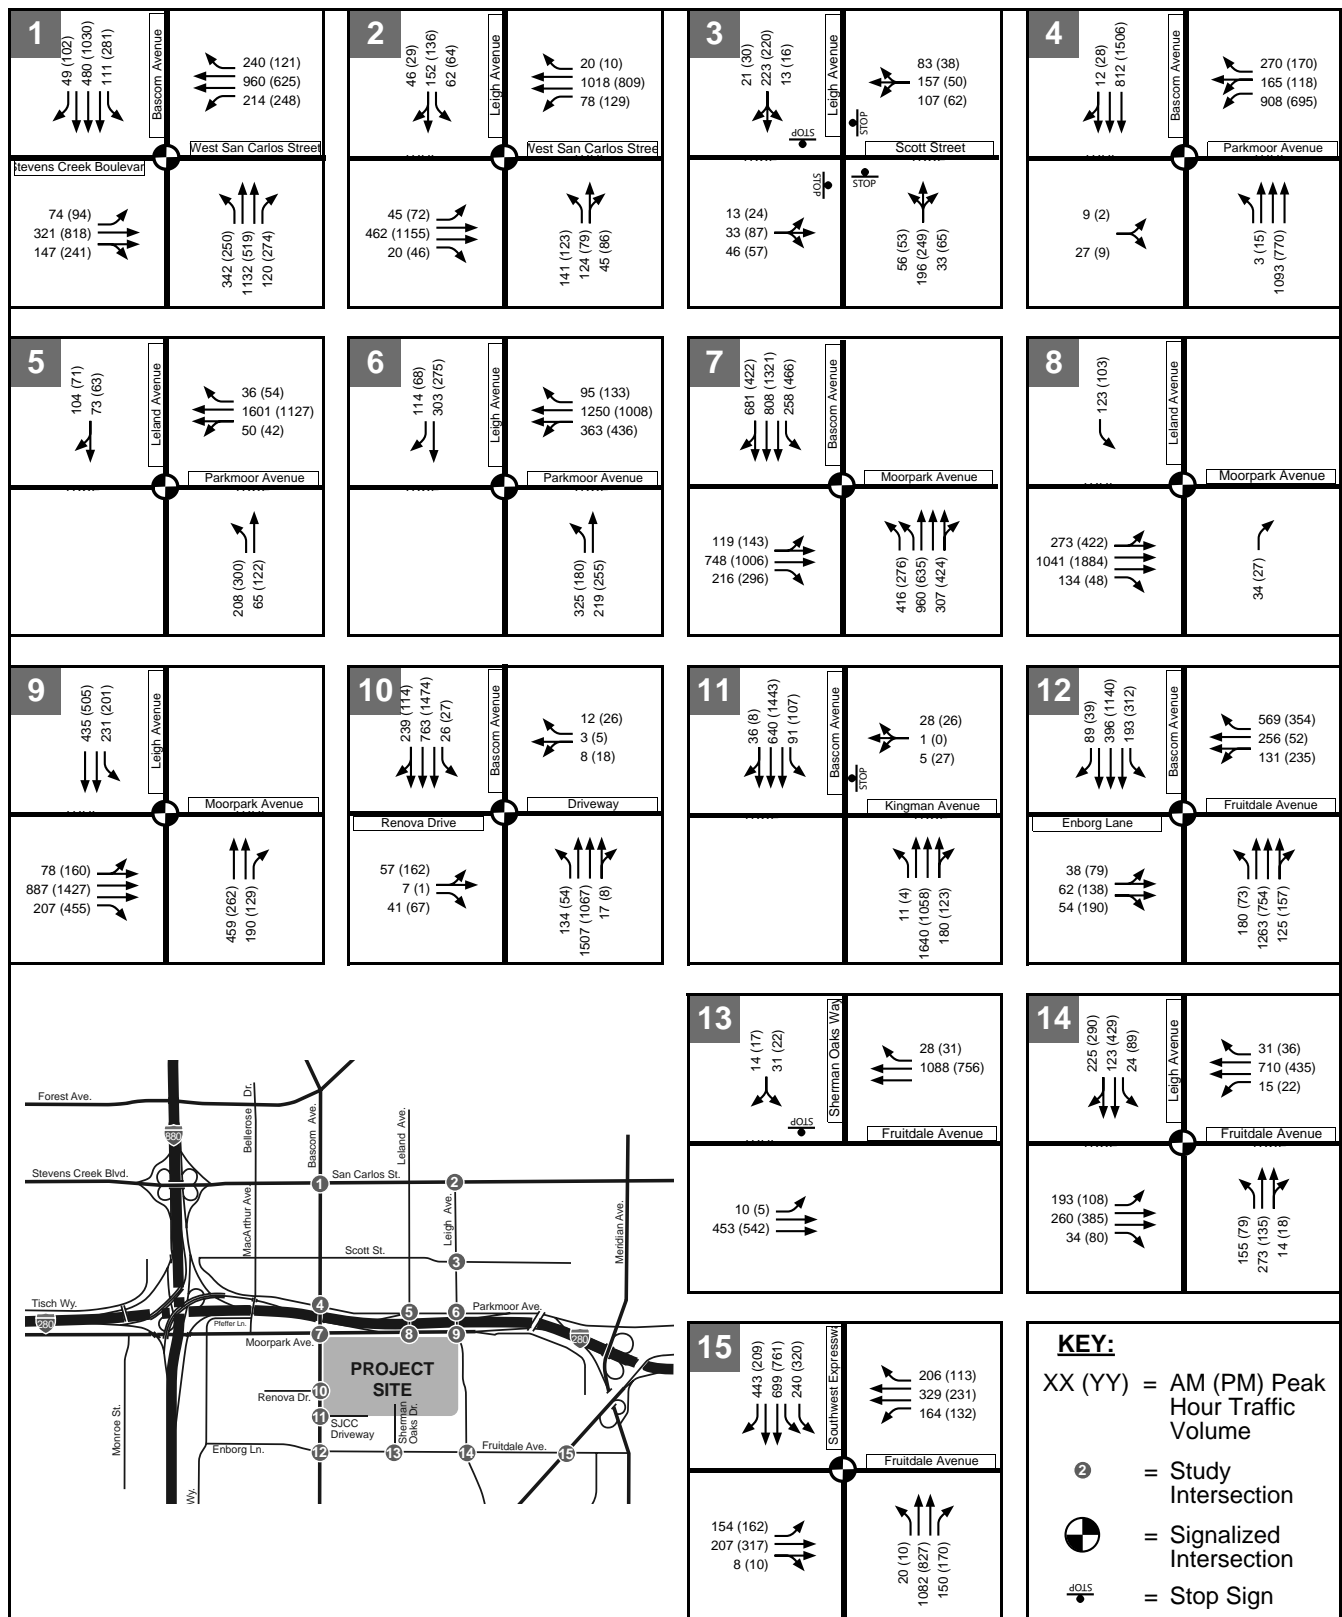 1
49 (102)
480 (1030)
111 (281)
Bascom Avenue
240 (121)
960 (625)
214 (248)
West San Carlos Street
Stevens Creek Boulevar
74 (94)
321 (818)
147 (241)
342 (250)
1132 (519)
120 (274)
2
46 (29)
152 (136)
62 (64)
Leigh Avenue
20 (10)
1018 (809)
78 (129)
West San Carlos Stree
45 (72)
462 (1155)
20 (46)
141 (123)
124 (79)
45 (86)
3
21 (30)
223 (220)
13 (16)
Leigh Avenue
83 (38)
157 (50)
107 (62)
STOP
STOP
Scott Street
STOP
STOP
13 (24)
33 (87)
46 (57)
56 (53)
196 (249)
33 (65)
4
12 (28)
812 (1506)
Bascom Avenue
270 (170)
165 (118)
908 (695)
Parkmoor Avenue
9 (2)
27 (9)
3 (15)
1093 (770)
5
104 (71)
73 (63)
Leland Avenue
36 (54)
1601 (1127)
50 (42)
Parkmoor Avenue
208 (300)
65 (122)
6
114 (68)
303 (275)
Leigh Avenue
95 (133)
1250 (1008)
363 (436)
Parkmoor Avenue
325 (180)
219 (255)
7
681 (422)
808 (1321)
258 (466)
Bascom Avenue
Moorpark Avenue
119 (143)
748 (1006)
216 (296)
416 (276)
960 (635)
307 (424)
8
123 (103)
Leland Avenue
Moorpark Avenue
273 (422)
1041 (1884)
134 (48)
34 (27)
9
435 (505)
231 (201)
Leigh Avenue
Moorpark Avenue
78 (160)
887 (1427)
207 (455)
459 (262)
190 (129)
10
239 (114)
763 (1474)
26 (27)
Bascom Avenue
12 (26)
3 (5)
8 (18)
Driveway
Renova Drive
57 (162)
7 (1)
41 (67)
134 (54)
1507 (1067)
17 (8)
11
36 (8)
640 (1443)
91 (107)
Bascom Avenue
28 (26)
1 (0)
5 (27)
STOP
Kingman Avenue
11 (4)
1640 (1058)
180 (123)
12
89 (39)
396 (1140)
193 (312)
Bascom Avenue
569 (354)
256 (52)
131 (235)
Fruitdale Avenue
Enborg Lane
38 (79)
62 (138)
54 (190)
180 (73)
1263 (754)
125 (157)
13
14 (17)
31 (22)
Sherman Oaks Way
28 (31)
1088 (756)
STOP
Fruitdale Avenue
10 (5)
453 (542)
14
225 (290)
123 (429)
24 (89)
Leigh Avenue
31 (36)
710 (435)
15 (22)
Fruitdale Avenue
193 (108)
260 (385)
34 (80)
155 (79)
273 (135)
14 (18)
15
443 (209)
699 (761)
240 (320)
Southwest Expressw
206 (113)
329 (231)
164 (132)
Fruitdale Avenue
154 (162)
207 (317)
8 (10)
20 (10)
1082 (827)
150 (170)
Forest Ave.
880
Bellerose Dr.
Bascom Ave.
Leland Ave.
Stevens Creek Blvd.
San Carlos St.
1
2
MacArthur Ave.
Leigh Ave.
Meridian Ave.
Scott St.
3
Tisch Wy.
280
Pfeffer Ln.
4
5
6
Parkmoor Ave.
Moorpark Ave.
7
8
9
280
PROJECT
SITE
10
Renova Dr.
11
SJCC
Driveway
Sherman
Oaks Dr.
Monroe St.
Enborg Ln.
12
13
14
Fruitdale Ave.
15
Wy.
KEY:
XX (YY) = AM (PM) Peak
Hour Traffic
Volume
2 = Study
Intersection
= Signalized
Intersection
STOP = Stop Sign